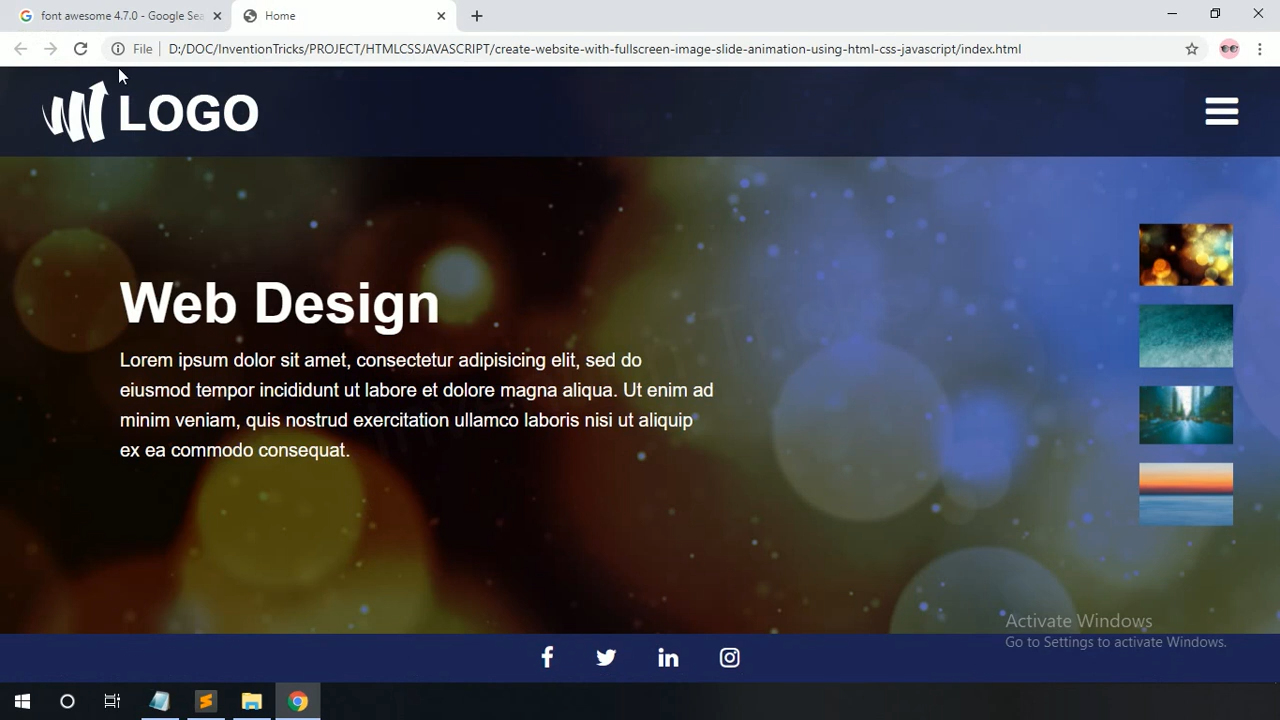 font awesome 4.7.0 - Google Sea
Home
File
D:/DOC/InventionTricks/PROJECT/HTMLCSSJAVASCRIPT/create-website-with-fullscreen-image-slide-animation-using-html-css-javascript/index.html
LOGO
Web Design
Lorem ipsum dolor sit amet, consectetur adipisicing elit, sed do
eiusmod tempor incididunt ut labore et dolore magna aliqua. Ut enim ad
minim veniam, quis nostrud exercitation ullamco laboris nisi ut aliquip
ex ea commodo consequat.
Activate Windows
Go to Settings to activate Windows.